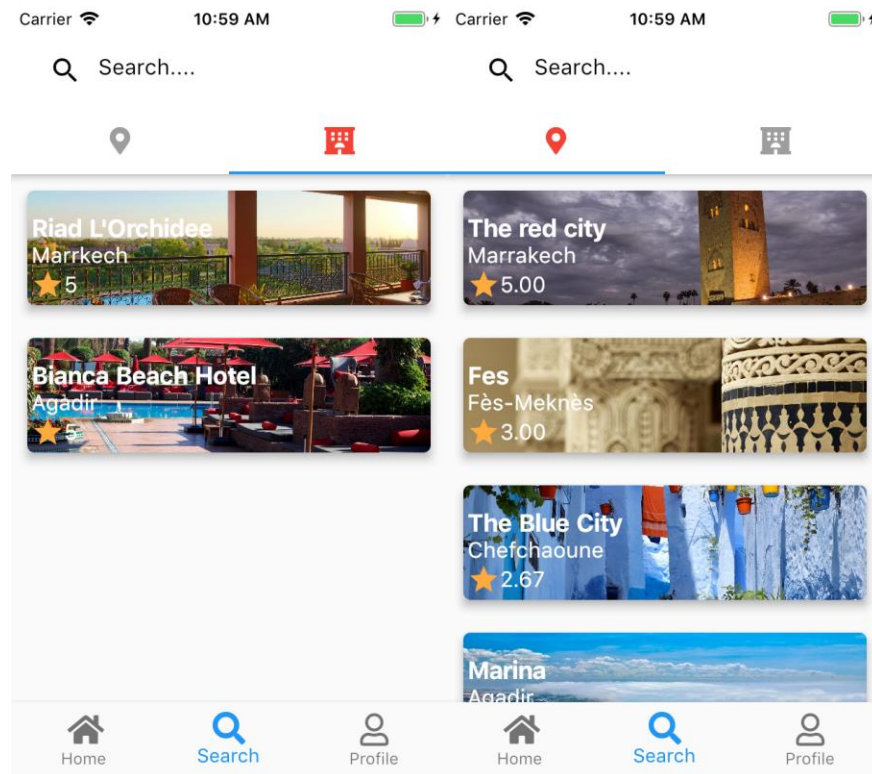 Carrier 10:59 AM
Search....
Riad L'Orchidee
Marrkech
5
Bianca Beach Hotel
Agàdir
5
Home Search Profile
Carrier 10:59 AM
Search....
The red city
Marrakech
5.00
Fes
Fès-Meknès
3.00
The Blue City
Chefchaoune
2.67
Marina
Agadir
Home Search Profile